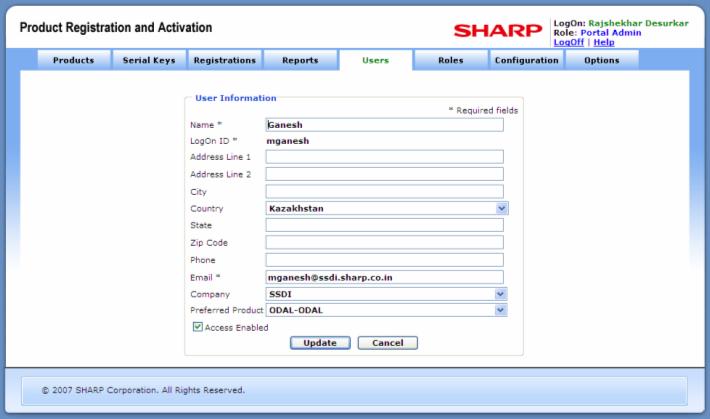 Product Registration and Activation
SHARP
LogOn: Rajshekhar Desurkar
Role: Portal Admin
LogOff | Help
Products Serial Keys Registrations Reports Users Roles Configuration Options
User Information
* Required fields
Name * Ganesh
LogOn ID * mganesh
Address Line 1
Address Line 2
City
Country Kazakhstan
State
Zip Code
Phone
Email * mganesh@ssdi.sharp.co.in
Company SSDI
Preferred Product ODAL-ODAL
Access Enabled
Update Cancel
© 2007 SHARP Corporation. All Rights Reserved.